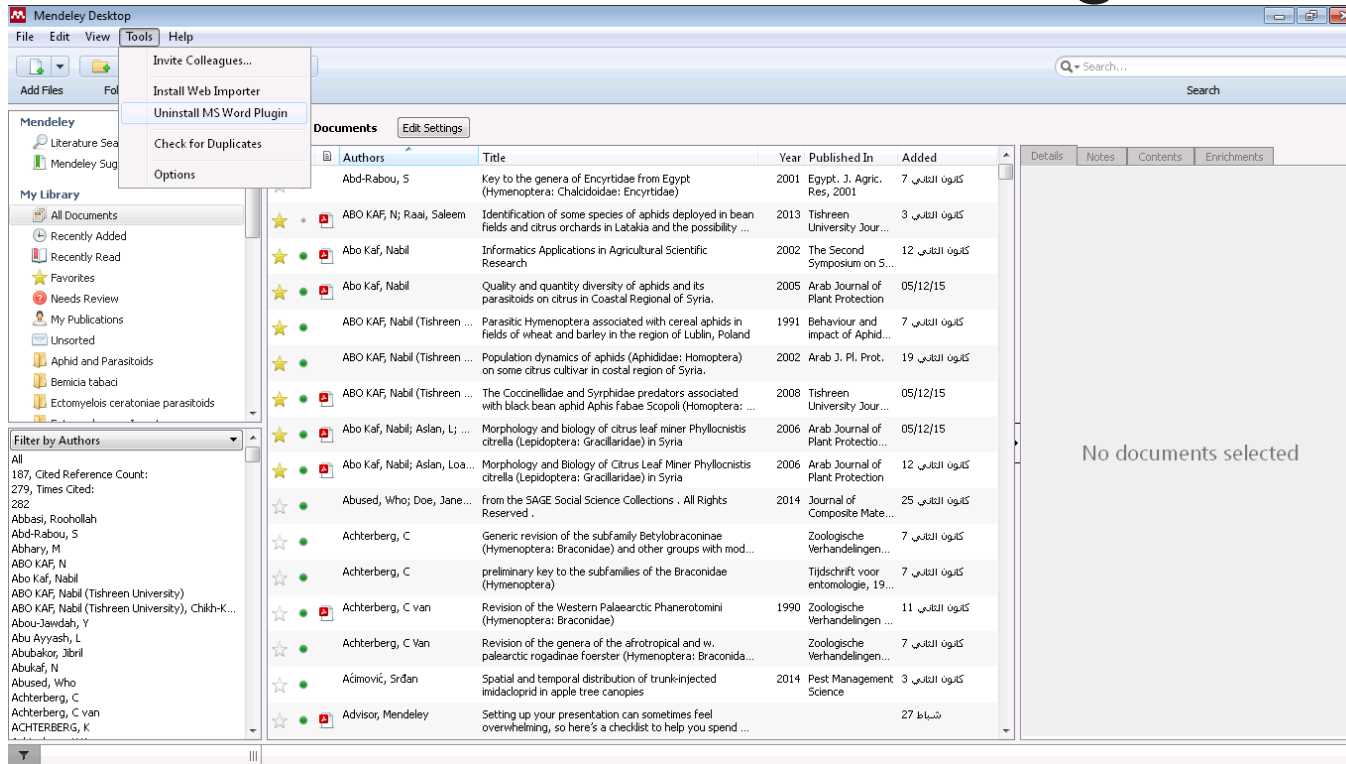 Mendeley Desktop
File Edit View Tools Help
Invite Colleagues...
Install Web Importer
Uninstall MS Word Plugin
Check for Duplicates
Options
Search...
Add Files
Search
Mendeley
Literature Sea
Mendeley Sug
My Library
All Documents
Recently Added
Recently Read
Favorites
Needs Review
My Publications
Unsorted
Aphid and Parasitoids
Bemicia tabaci
Ectomyelois ceratoniae parasitoids
Filter by Authors
All
187, Cited Reference Count:
279, Times Cited:
282
Abbasi, Roohollah
Abd-Rabou, S
Abhary, M
ABO KAF, N
Abo Kaf, Nabil
ABO KAF, Nabil (Tishreen University)
ABO KAF, Nabil (Tishreen University), Chikh-K...
Abou-Jawdah, Y
Abu Ayyash, L
Abubakor, Jibril
Abukaf, N
Abused, Who
Achterberg, C
Achterberg, C van
ACHTERBERG, K
Documents Edit Settings
Authors Title Year Published In Added
Abd-Rabou, S Key to the genera of Encyrtidae from Egypt 2001 Egypt. J. Agric. 7 كانون الثاني
(Hymenoptera: Chalcidoidae: Encyrtidae) Res, 2001
ABO KAF, N; Raai, Saleem Identification of some species of aphids deployed in bean 2013 Tishreen 3 كانون الثاني
fields and citrus orchards in Latakia and the possibility ... University Jour...
Abo Kaf, Nabil Informatics Applications in Agricultural Scientific 2002 The Second 12 كانون الثاني
Research Symposium on S...
Abo Kaf, Nabil Quality and quantity diversity of aphids and its 2005 Arab Journal of 05/12/15
parasitoids on citrus in Coastal Regional of Syria. Plant Protection
ABO KAF, Nabil (Tishreen ... Parasitic Hymenoptera associated with cereal aphids in 1991 Behaviour and 7 كانون الثاني
fields of wheat and barley in the region of Lublin, Poland impact of Aphid...
ABO KAF, Nabil (Tishreen ... Population dynamics of aphids (Aphididae: Homoptera) 2002 Arab J. Pl. Prot. 19 كانون الثاني
on some citrus cultivar in costal region of Syria.
ABO KAF, Nabil (Tishreen ... The Coccinellidae and Syrphidae predators associated 2008 Tishreen 05/12/15
with black bean aphid Aphis fabae Scopoli (Homoptera: ... University Jour...
Abo Kaf, Nabil; Aslan, L; ... Morphology and biology of citrus leaf miner Phyllocnistis 2006 Arab Journal of 05/12/15
citrella (Lepidoptera: Gracillaridae) in Syria Plant Protectio...
Abo Kaf, Nabil; Aslan, Loa... Morphology and Biology of Citrus Leaf Miner Phyllocnistis 2006 Arab Journal of 12 كانون الثاني
citrella (Lepidoptera: Gracillaridae) in Syria Plant Protection
Abused, Who; Doe, Jane... from the SAGE Social Science Collections . All Rights 2014 Journal of 25 كانون الثاني
Reserved . Composite Mate...
Achterberg, C Generic revision of the subfamily Betylobraconinae Zoologische 7 كانون الثاني
(Hymenoptera: Braconidae) and other groups with mod... Verhandelingen...
Achterberg, C preliminary key to the subfamilies of the Braconidae Tijdschrift voor 7 كانون الثاني
(Hymenoptera) entomologie, 19...
Achterberg, C van Revision of the Western Palaearctic Phanerotomini 1990 Zoologische 11 كانون الثاني
(Hymenoptera: Braconidae) Verhandelingen ...
Achterberg, C Van Revision of the genera of the afrotropical and w. Zoologische 7 كانون الثاني
palearctic rogadinae foerster (Hymenoptera: Braconida... Verhandelingen...
Aćimović, Srđan Spatial and temporal distribution of trunk-injected 2014 Pest Management 3 كانون الثاني
imidacloprid in apple tree canopies Science
Advisor, Mendeley Setting up your presentation can sometimes feel 27 شباط
overwhelming, so here's a checklist to help you spend ...
Details Notes Contents Enrichments
No documents selected